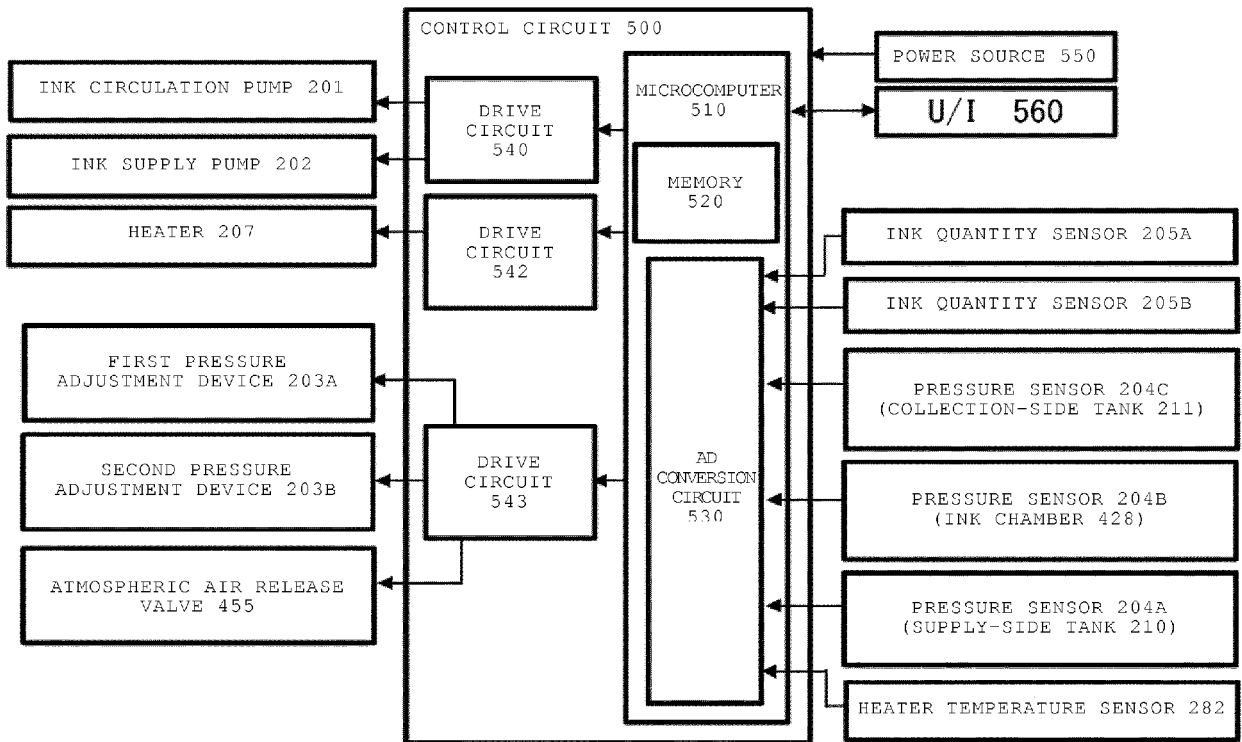 CONTROL CIRCUIT 500
INK CIRCULATION PUMP 201
INK SUPPLY PUMP 202
HEATER 207
FIRST PRESSURE
ADJUSTMENT DEVICE 203A
SECOND PRESSURE
ADJUSTMENT DEVICE 203B
ATMOSPHERIC AIR RELEASE
VALVE 455
DRIVE
CIRCUIT
540
DRIVE
CIRCUIT
542
DRIVE
CIRCUIT
543
MICROCOMPUTER
510
MEMORY
520
AD
CONVERSION
CIRCUIT
530
POWER SOURCE 550
U/I 560
INK QUANTITY SENSOR 205A
INK QUANTITY SENSOR 205B
PRESSURE SENSOR 204C
(COLLECTION-SIDE TANK 211)
PRESSURE SENSOR 204B
(INK CHAMBER 428)
PRESSURE SENSOR 204A
(SUPPLY-SIDE TANK 210)
HEATER TEMPERATURE SENSOR 282